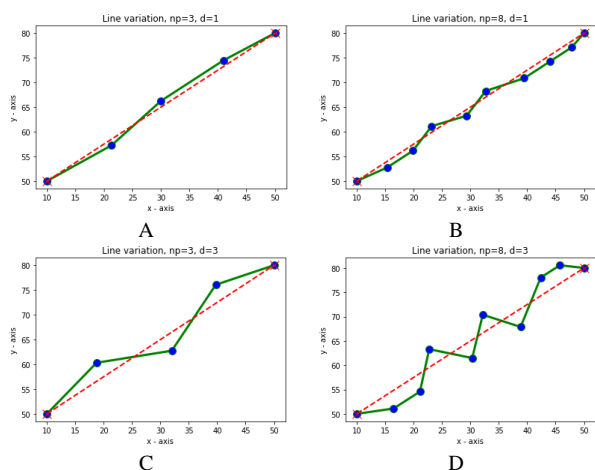 Line variation, np=3, d=1
80
75
70
65
60
55
50
y - axis
10 15 20 25 30 35 40 45 50
x - axis
A
Line variation, np=8, d=1
80
75
70
65
60
55
50
y - axis
10 15 20 25 30 35 40 45 50
x - axis
B
Line variation, np=3, d=3
80
75
70
65
60
55
50
y - axis
10 15 20 25 30 35 40 45 50
x - axis
C
Line variation, np=8, d=3
80
75
70
65
60
55
50
y - axis
10 15 20 25 30 35 40 45 50
x - axis
D